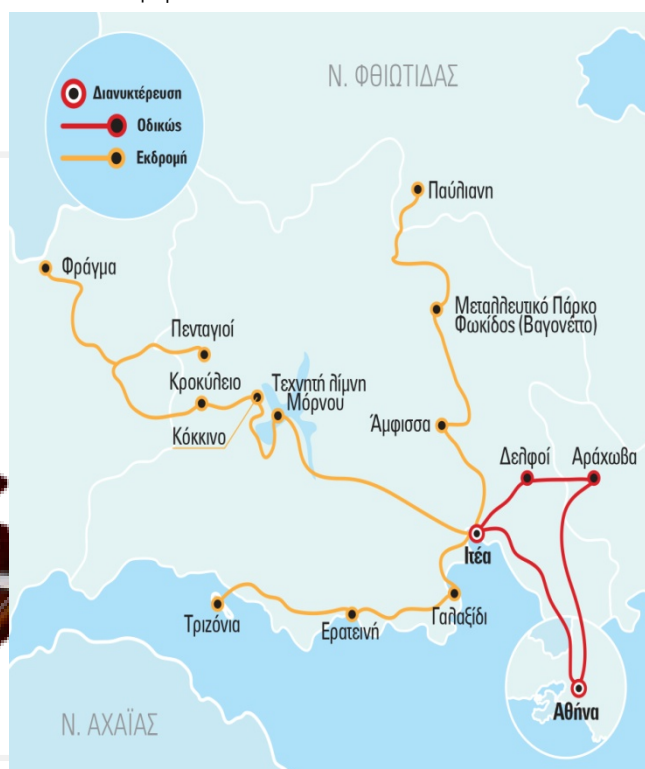 Ν. ΦΘΙΩΤΙΔΑΣ
Διανυκτέρευση
Οδικώς
Εκδρομή
Παύλιανη
Φράγμα
Μεταλλευτικό Πάρκο
Φωκίδος (Βαγονέττο)
Πενταγιοί
Κροκύλειο
Τεχνητή λίμνη
Μόρνου
Κόκκινο
Άμφισσα
Δελφοί
Αράχωβα
Ιτέα
Γαλαξίδι
Τριζόνια
Ερατεινή
Αθήνα
Ν. ΑΧΑΪΑΣ